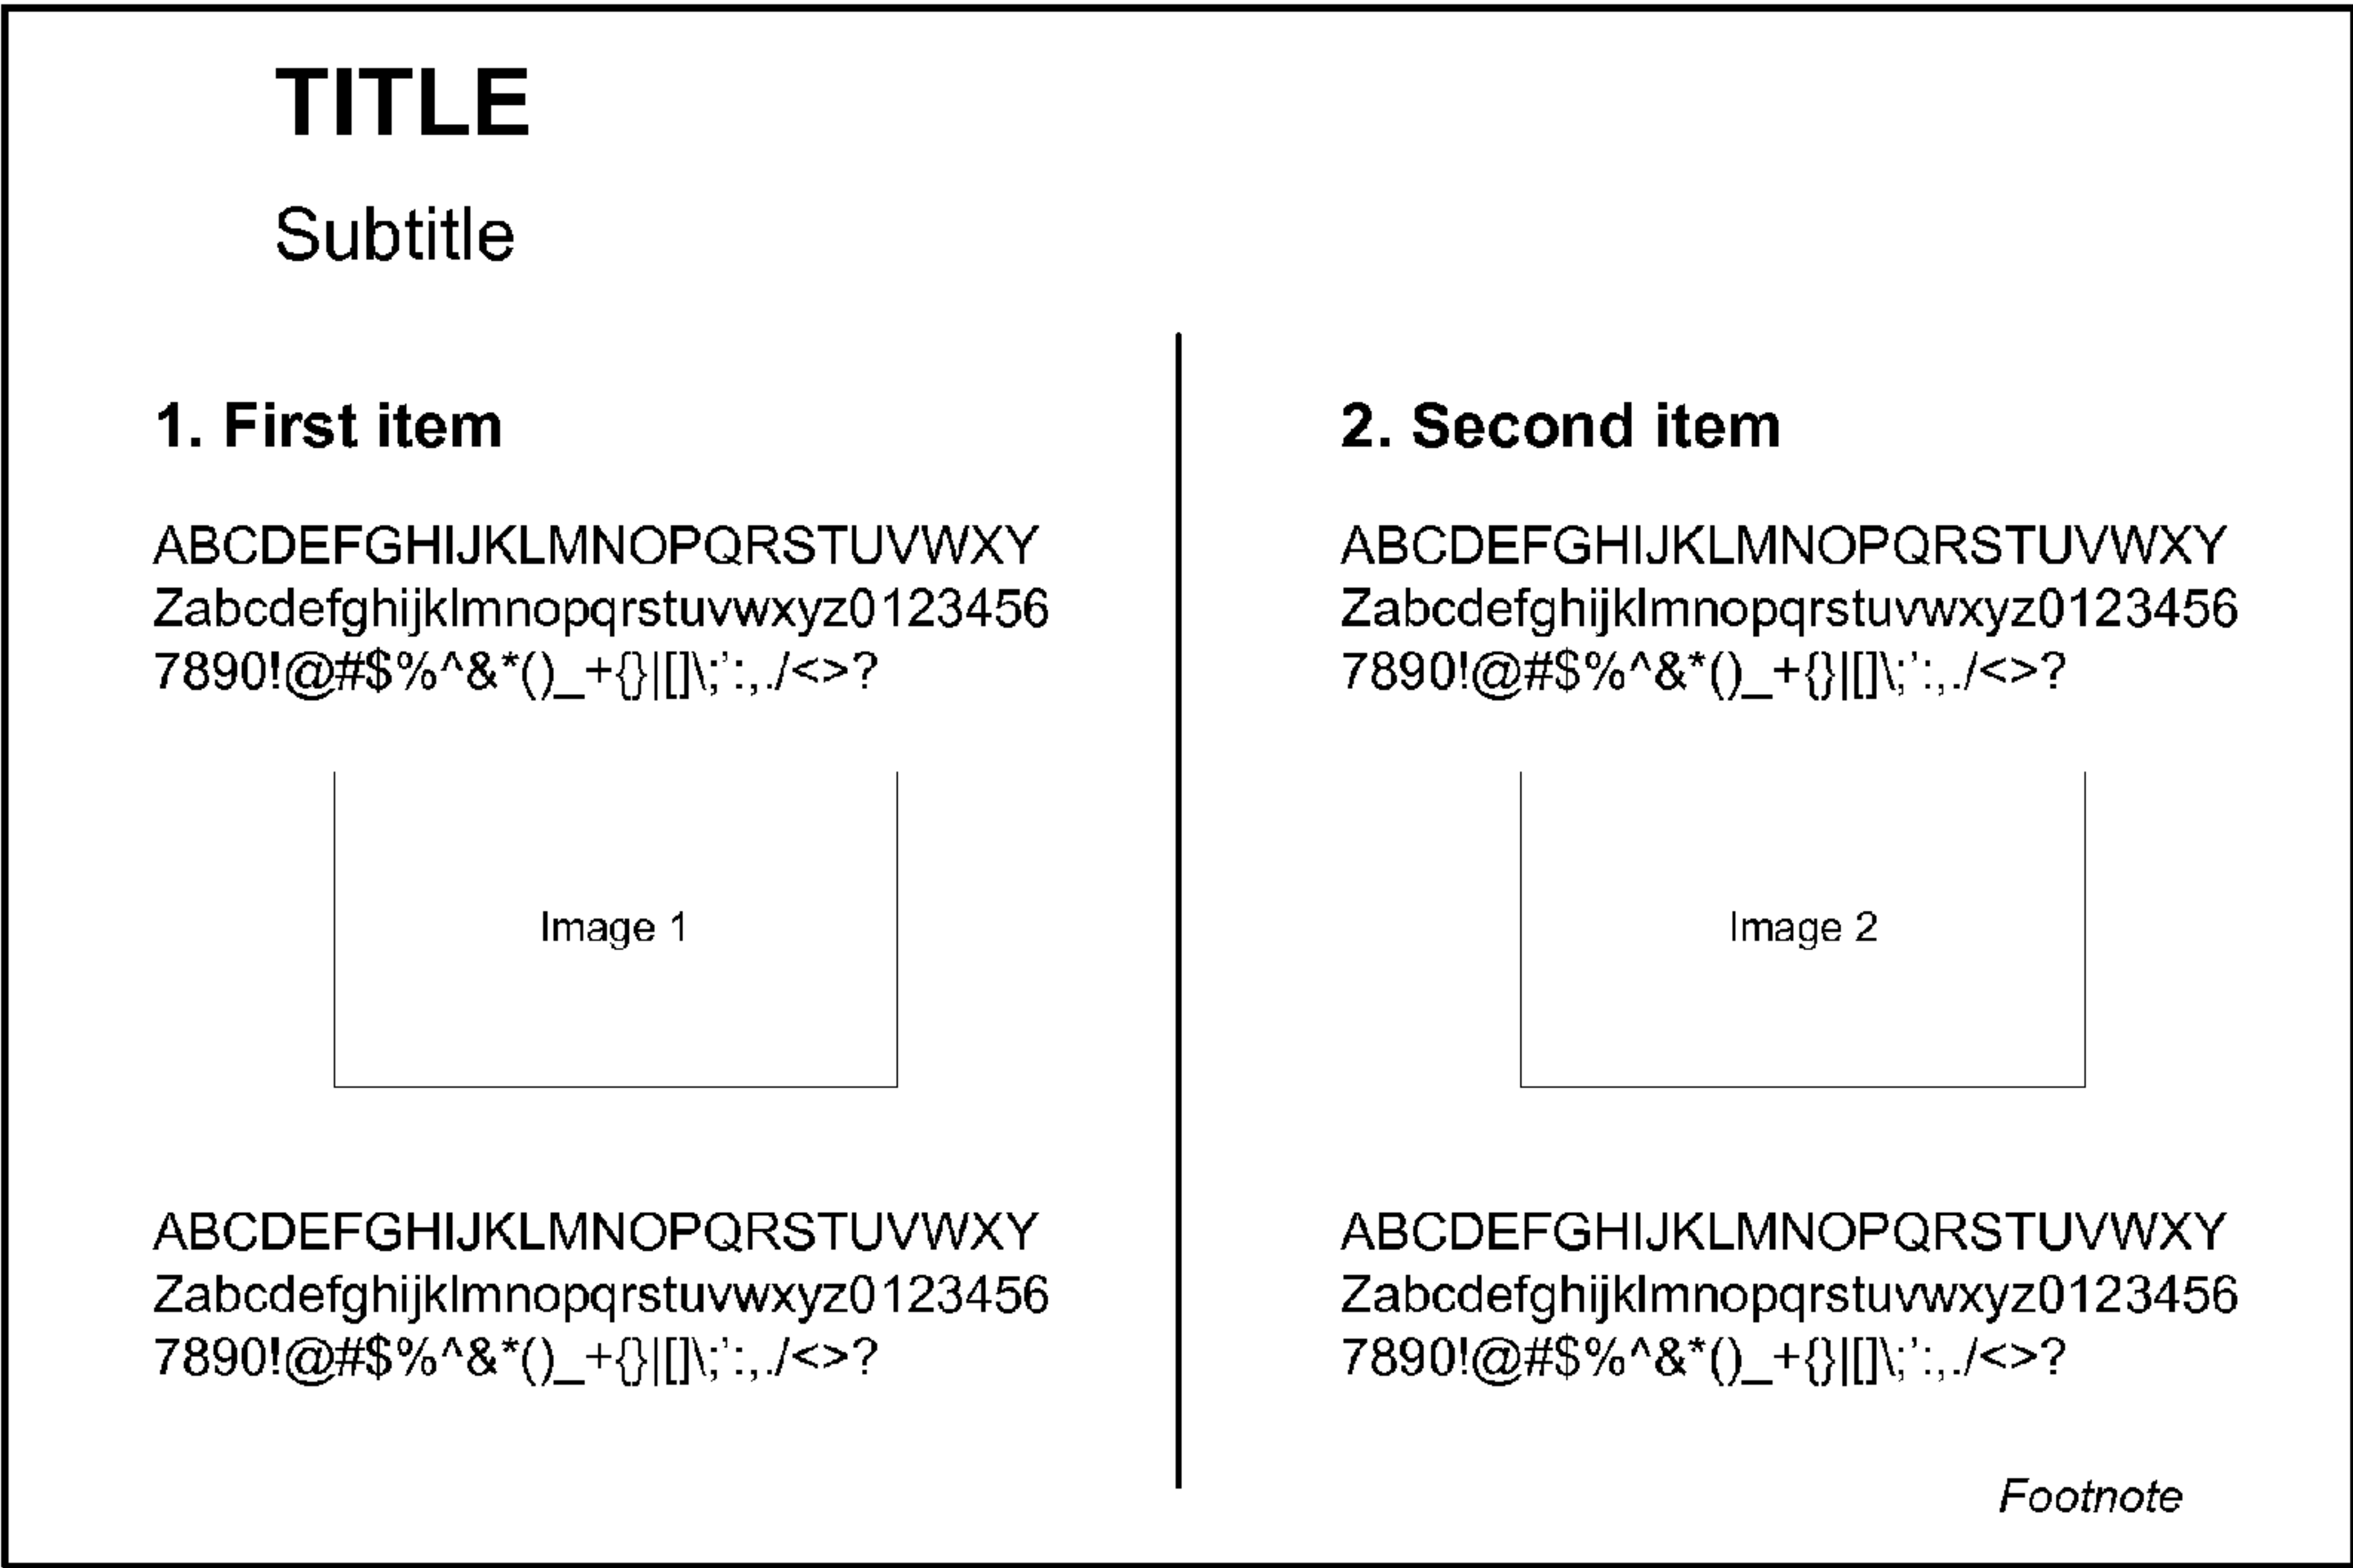 TITLE
Subtitle
1. First item
ABCDEFGHIJKLMNOPQRSTUVWXY
Zabcdefghijklmnopqrstuvwxyz0123456
7890!@#$%^&*()_+{}|[]\;’:,./<>?
Image 1
ABCDEFGHIJKLMNOPQRSTUVWXY
Zabcdefghijklmnopqrstuvwxyz0123456
7890!@#$%^&*()_+{}|[]\;’:,./<>?
2. Second item
ABCDEFGHIJKLMNOPQRSTUVWXY
Zabcdefghijklmnopqrstuvwxyz0123456
7890!@#$%^&*()_+{}|[]\;’:,./<>?
Image 2
ABCDEFGHIJKLMNOPQRSTUVWXY
Zabcdefghijklmnopqrstuvwxyz0123456
7890!@#$%^&*()_+{}|[]\;’:,./<>?
Footnote